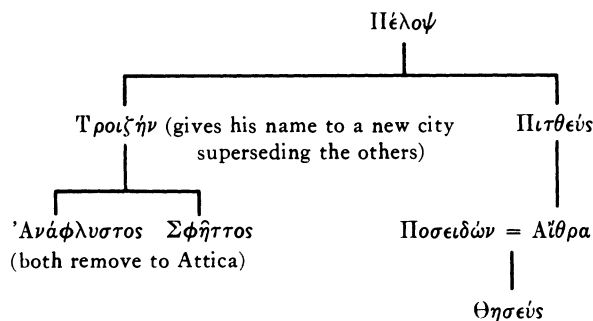 Πέλοψ
Τροιζήν (gives his name to a new city
superseding the others)
Πιτθεύς
Ἀνάφλυστος Σφῆττος
(both remove to Attica)
Ποσειδών = Αἴθρα
Θησεύς